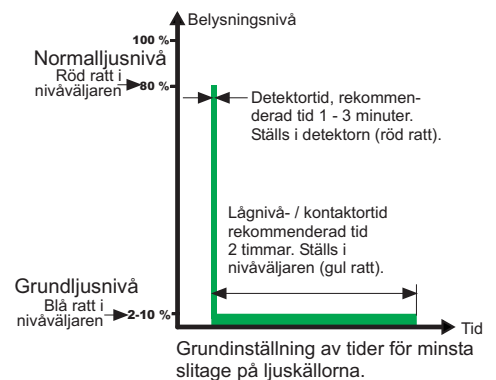 Belysningsnivå
100 %
Normalljusnivå
Röd ratt i
nivåväljaren
80 %
Detektortid, rekommen-
derad tid 1 - 3 minuter.
Ställs i detektorn (röd ratt).
Lågnivå- / kontaktortid
rekommenderad tid
2 timmar. Ställs i
nivåväljaren (gul ratt).
Grundljusnivå
Blå ratt i
nivåväljaren
2-10 %
Tid
Grundinställning av tider för minsta
slitage på ljuskällorna.